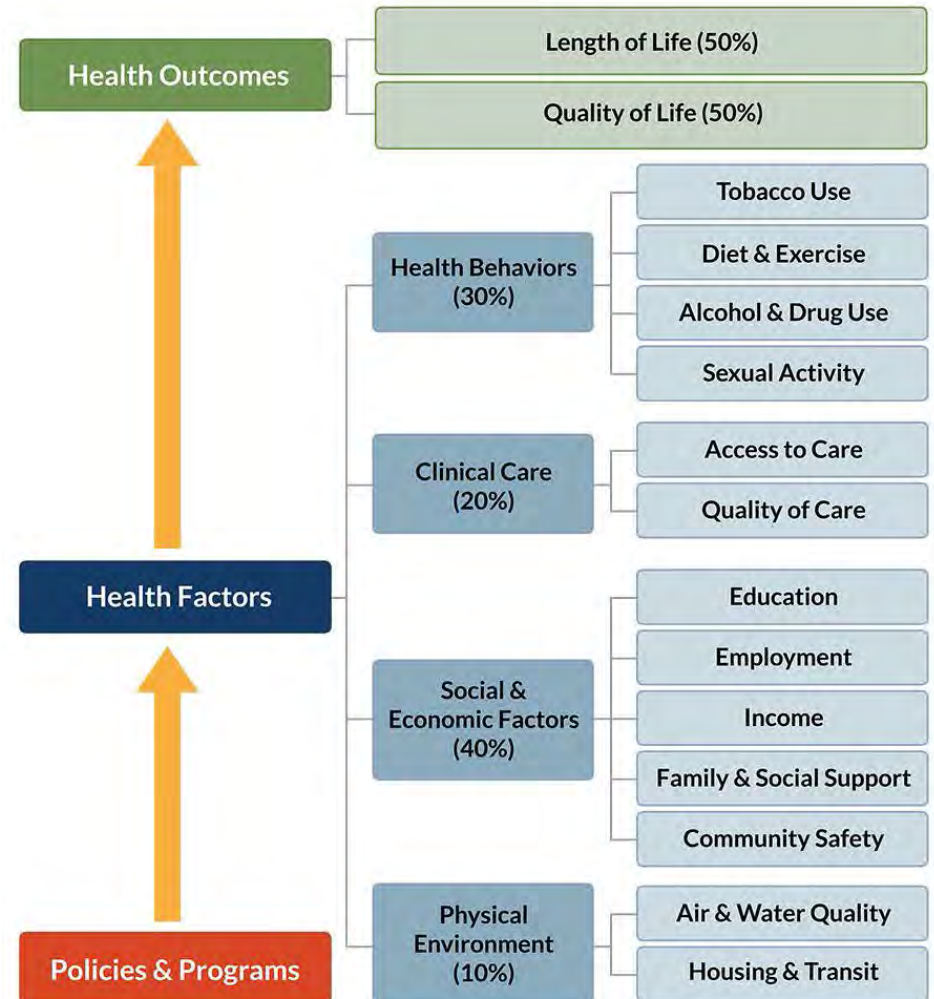 Health Outcomes
Length of Life (50%)
Quality of Life (50%)
Health Factors
Health Behaviors
(30%)
Tobacco Use
Diet & Exercise
Alcohol & Drug Use
Sexual Activity
Clinical Care
(20%)
Access to Care
Quality of Care
Social &
Economic Factors
(40%)
Education
Employment
Income
Family & Social Support
Community Safety
Physical
Environment
(10%)
Air & Water Quality
Housing & Transit
Policies & Programs